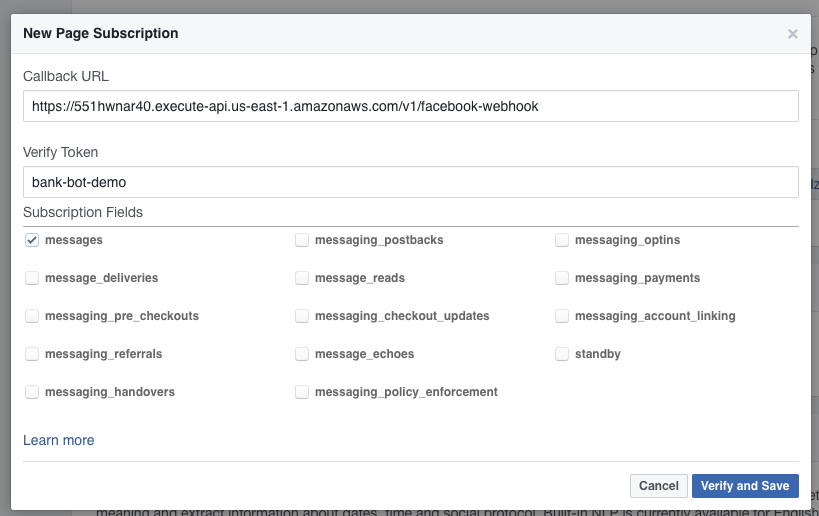 New Page Subscription ×
Callback URL
https://551hwnar40.execute-api.us-east-1.amazonaws.com/v1/facebook-webhook
Verify Token
bank-bot-demo
Subscription Fields
messages messaging_postbacks messaging_optins
message_deliveries message_reads messaging_payments
messaging_pre_checkouts messaging_checkout_updates messaging_account_linking
messaging_referrals message_echoes standby
messaging_handovers messaging_policy_enforcement
Learn more
Cancel Verify and Save
meaning and extract information about dates, time and social protocol. Built-in NLP is currently available for English